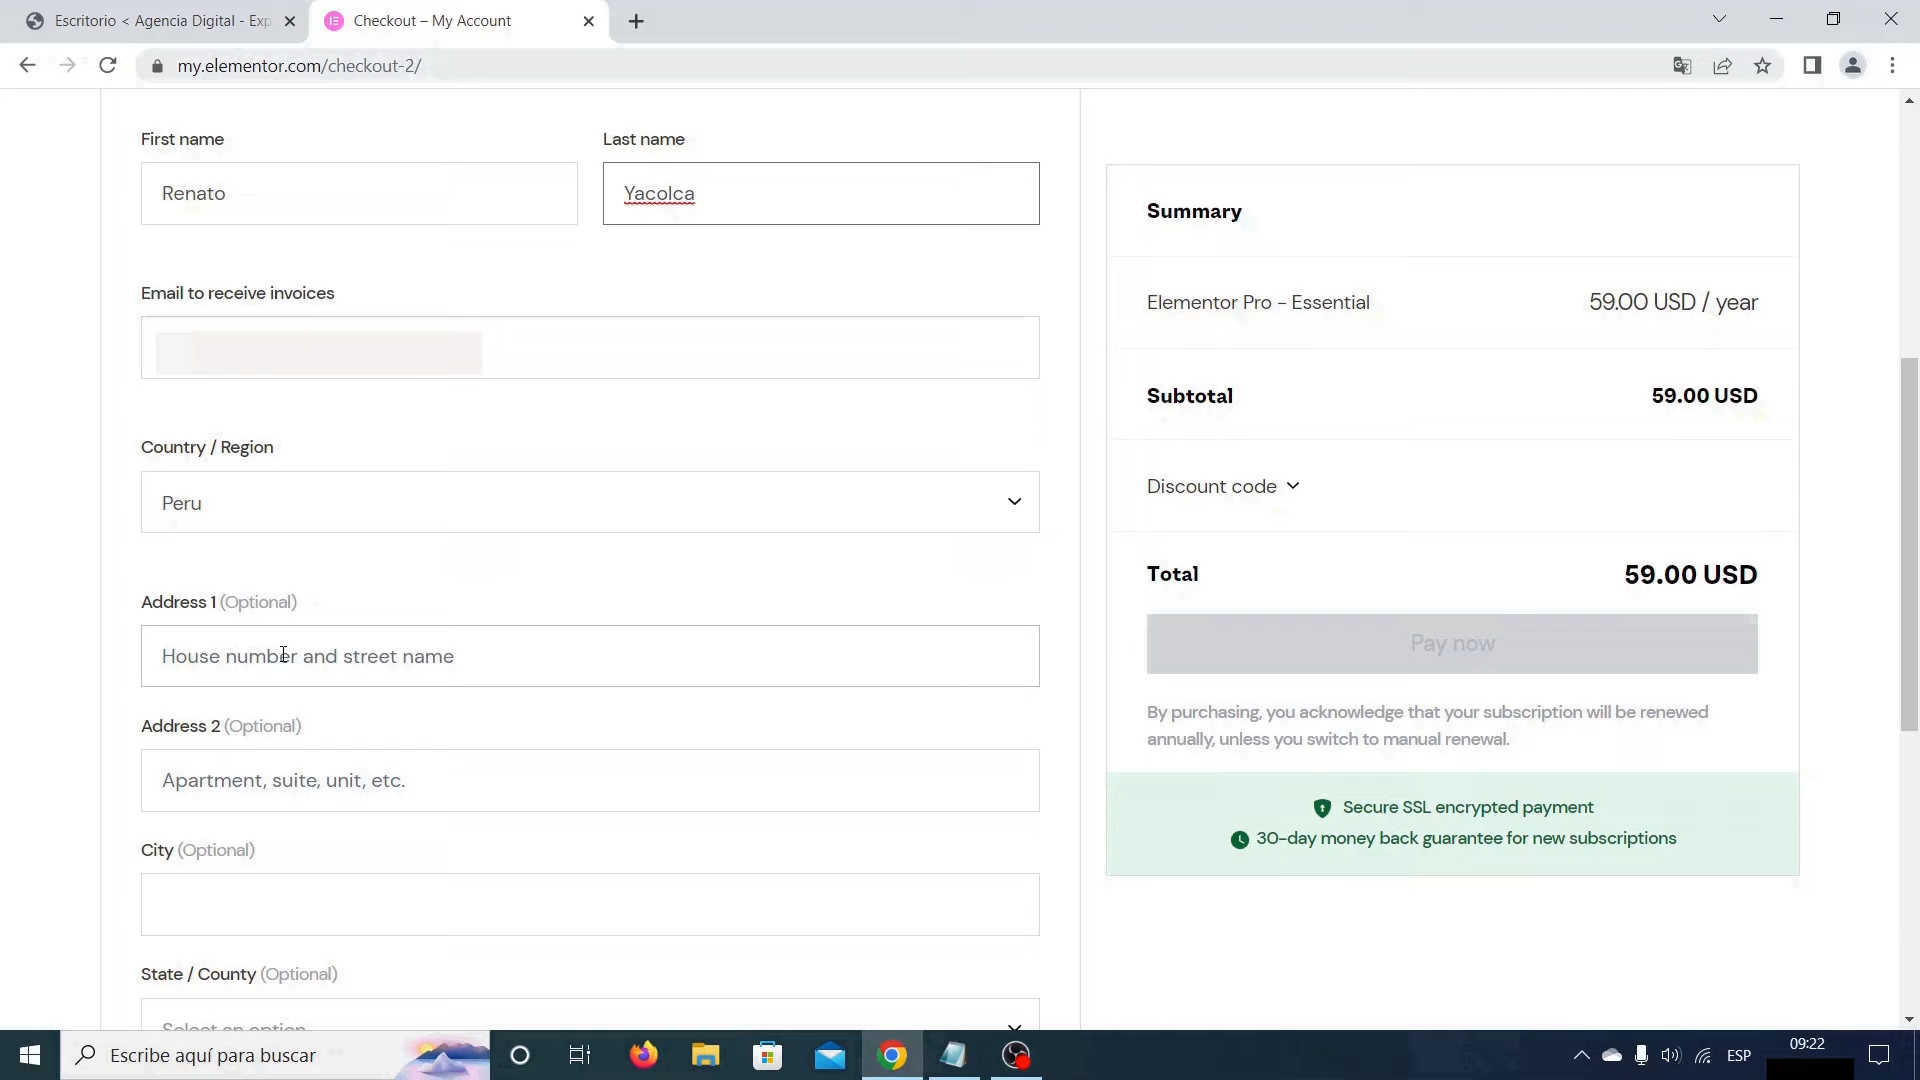 Escritorio < Agencia Digital - Exp
Checkout – My Account
my.elementor.com/checkout-2/
First name
Last name
Renato
Yacolca
Email to receive invoices
Country / Region
Peru
Address 1 (Optional)
House number and street name
Address 2 (Optional)
Apartment, suite, unit, etc.
City (Optional)
State / County (Optional)
Select an option
Summary
Elementor Pro - Essential
59.00 USD / year
Subtotal
59.00 USD
Discount code
Total
59.00 USD
Pay now
By purchasing, you acknowledge that your subscription will be renewed
annually, unless you switch to manual renewal.
Secure SSL encrypted payment
30-day money back guarantee for new subscriptions
Escribe aquí para buscar
ESP
09:22